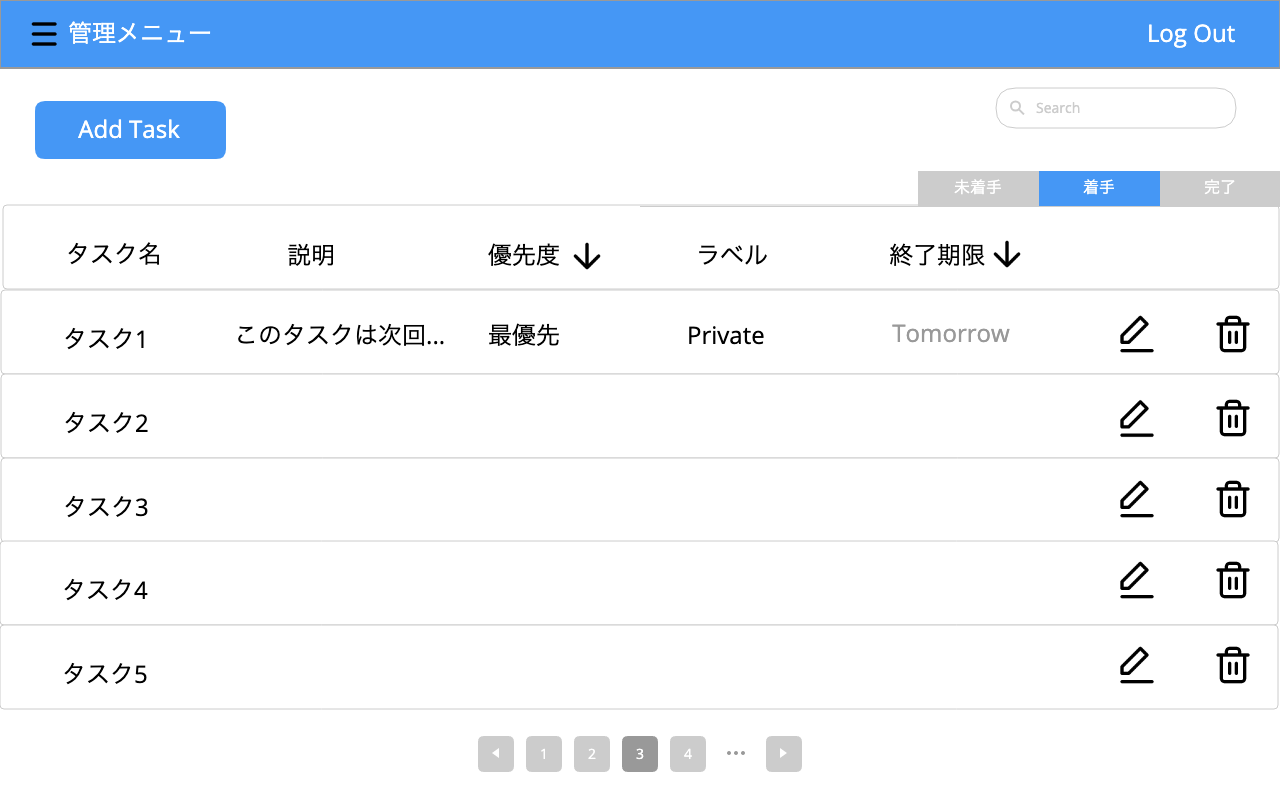 管理メニュー
Log Out
Add Task
Search
未着手 着手 完了
タスク名 説明 優先度 ラベル 終了期限
タスク1 このタスクは次回... 最優先 Private Tomorrow
タスク2
タスク3
タスク4
タスク5
1 2 3 4 •••